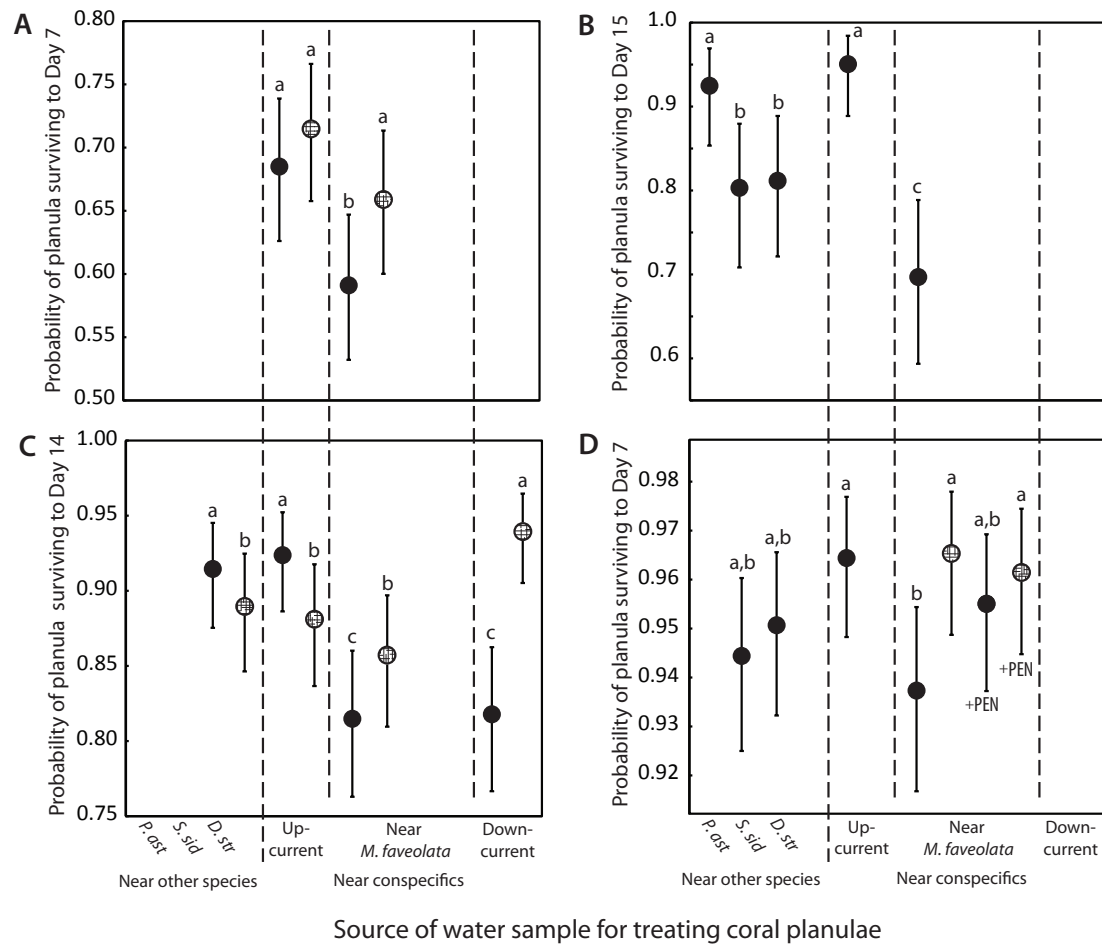 A
Probability of planula surviving to Day 7
0.80
0.75
0.70
0.65
0.60
0.55
0.50
a
a
b
a
B
Probability of planula surviving to Day 15
1.0
0.9
0.8
0.7
0.6
a
b
b
a
c
C
Probability of planula surviving to Day 14
1.00
0.95
0.90
0.85
0.80
0.75
a
b
a
b
c
b
c
a
P. ast
S. sid
D. str
Near other species
Up-
current
Near
M. faveolata
Near conspecifics
Down-
current
D
Probability of planula surviving to Day 7
0.98
0.97
0.96
0.95
0.94
0.93
0.92
a,b
a,b
a
b
a
a,b
a
+PEN
+PEN
P. ast
S. sid
D. str
Near other species
Up-
current
Near
M. faveolata
Near conspecifics
Down-
current
Source of water sample for treating coral planulae